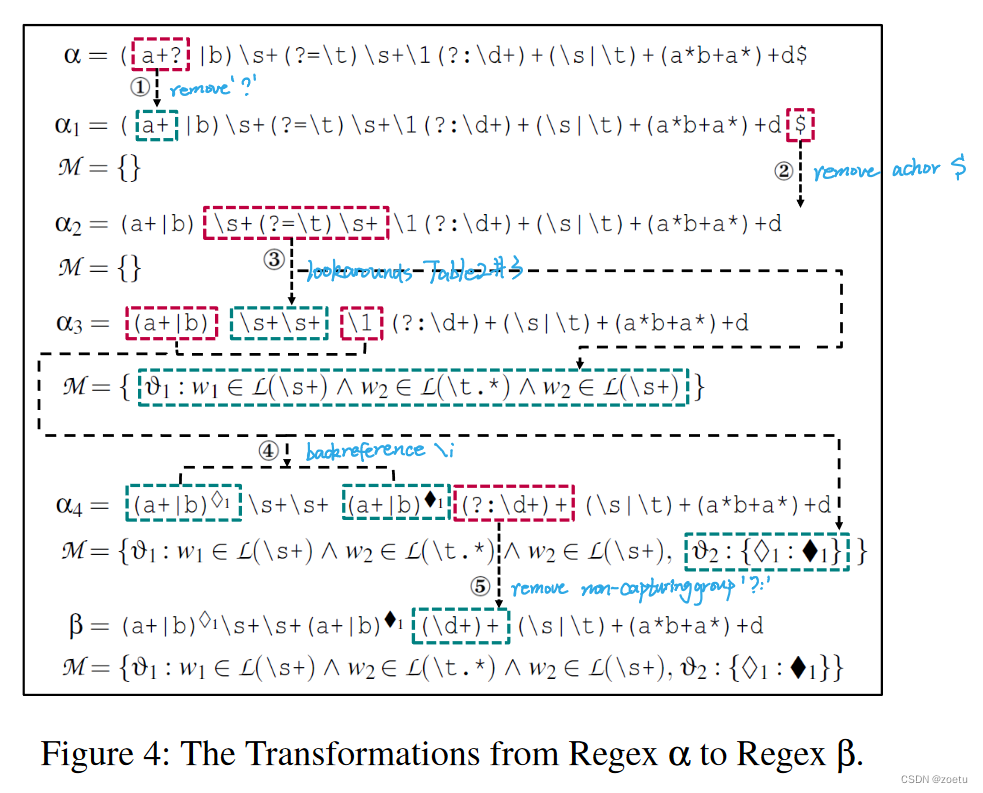 α = ( a+? |b)\s+(?=\t)\s+\1(?:\d+)+(\s|\t)+(a*b+a*)+d$
① remove'?'
α₁ = ( a+ |b)\s+(?=\t)\s+\1(?:\d+)+(\s|\t)+(a*b+a*)+d $
ℳ = {}
② remove achor $
α₂ = (a+|b) \s+(?=\t)\s+ \1(?:\d+)+(\s|\t)+(a*b+a*)+d
ℳ = {}
③ lookarounds Table2#3
α₃ = (a+|b) \s+\s+ \1 (?:\d+)+(\s|\t)+(a*b+a*)+d
ℳ = { ϑ₁ : w₁ ∈ ℒ(\s+) ∧ w₂ ∈ ℒ(\t.*) ∧ w₂ ∈ ℒ(\s+) }
④ backreference \i
α₄ = (a+|b)◇₁ \s+\s+ (a+|b)◆₁ (?:\d+)+ (\s|\t)+(a*b+a*)+d
ℳ = {ϑ₁ : w₁ ∈ ℒ(\s+) ∧ w₂ ∈ ℒ(\t.*) ∧ w₂ ∈ ℒ(\s+), ϑ₂ : {◇₁ : ◆₁} }
⑤ remove non-capturing group '?:'
β = (a+|b)◇₁\s+\s+(a+|b)◆₁ (\d+)+ (\s|\t)+(a*b+a*)+d
ℳ = {ϑ₁ : w₁ ∈ ℒ(\s+) ∧ w₂ ∈ ℒ(\t.*) ∧ w₂ ∈ ℒ(\s+), ϑ₂ : {◇₁ : ◆₁}}
Figure 4: The Transformations from Regex α to Regex β.
CSDN @zoetu